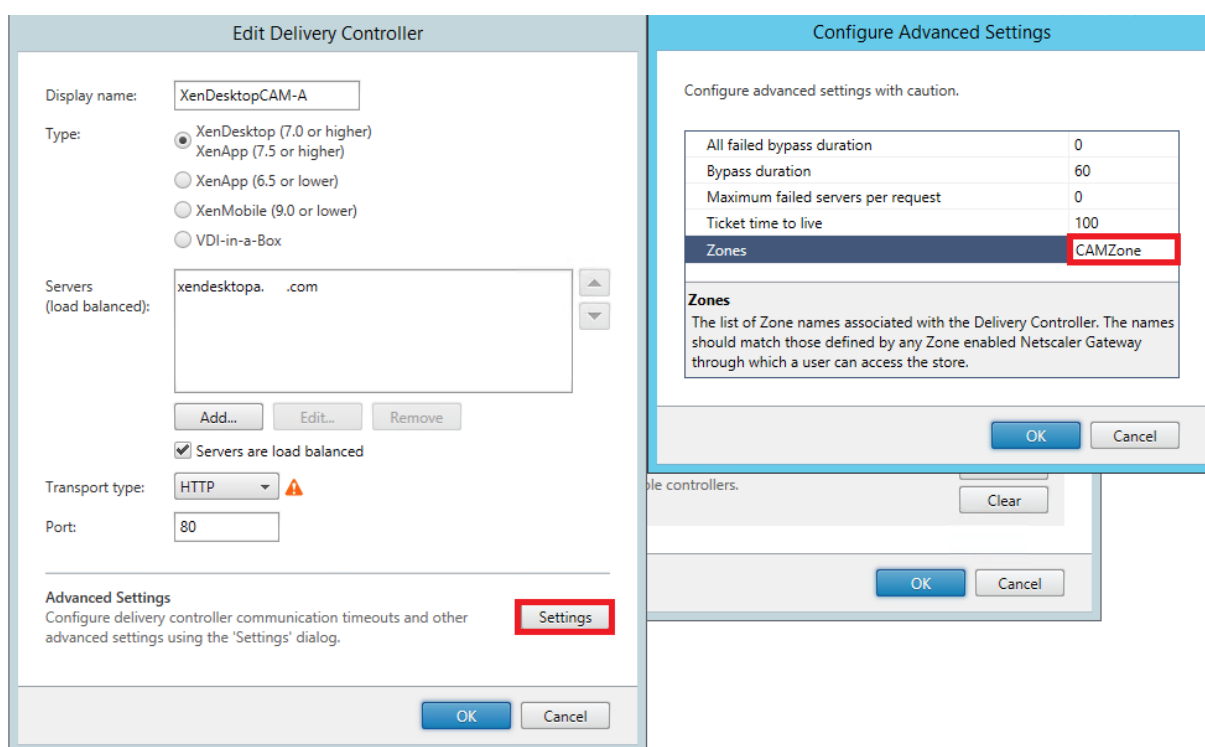 Edit Delivery Controller
Display name: XenDesktopCAM-A
Type:
XenDesktop (7.0 or higher)
XenApp (7.5 or higher)
XenApp (6.5 or lower)
XenMobile (9.0 or lower)
VDI-in-a-Box
Servers
(load balanced):
xendesktopa. .com
Add... Edit... Remove
Servers are load balanced
Transport type: HTTP
Port: 80
Advanced Settings
Configure delivery controller communication timeouts and other
advanced settings using the 'Settings' dialog.
Settings
OK Cancel
Configure Advanced Settings
Configure advanced settings with caution.
All failed bypass duration 0
Bypass duration 60
Maximum failed servers per request 0
Ticket time to live 100
Zones CAMZone
Zones
The list of Zone names associated with the Delivery Controller. The names
should match those defined by any Zone enabled Netscaler Gateway
through which a user can access the store.
OK Cancel
controllers.
Clear
OK Cancel